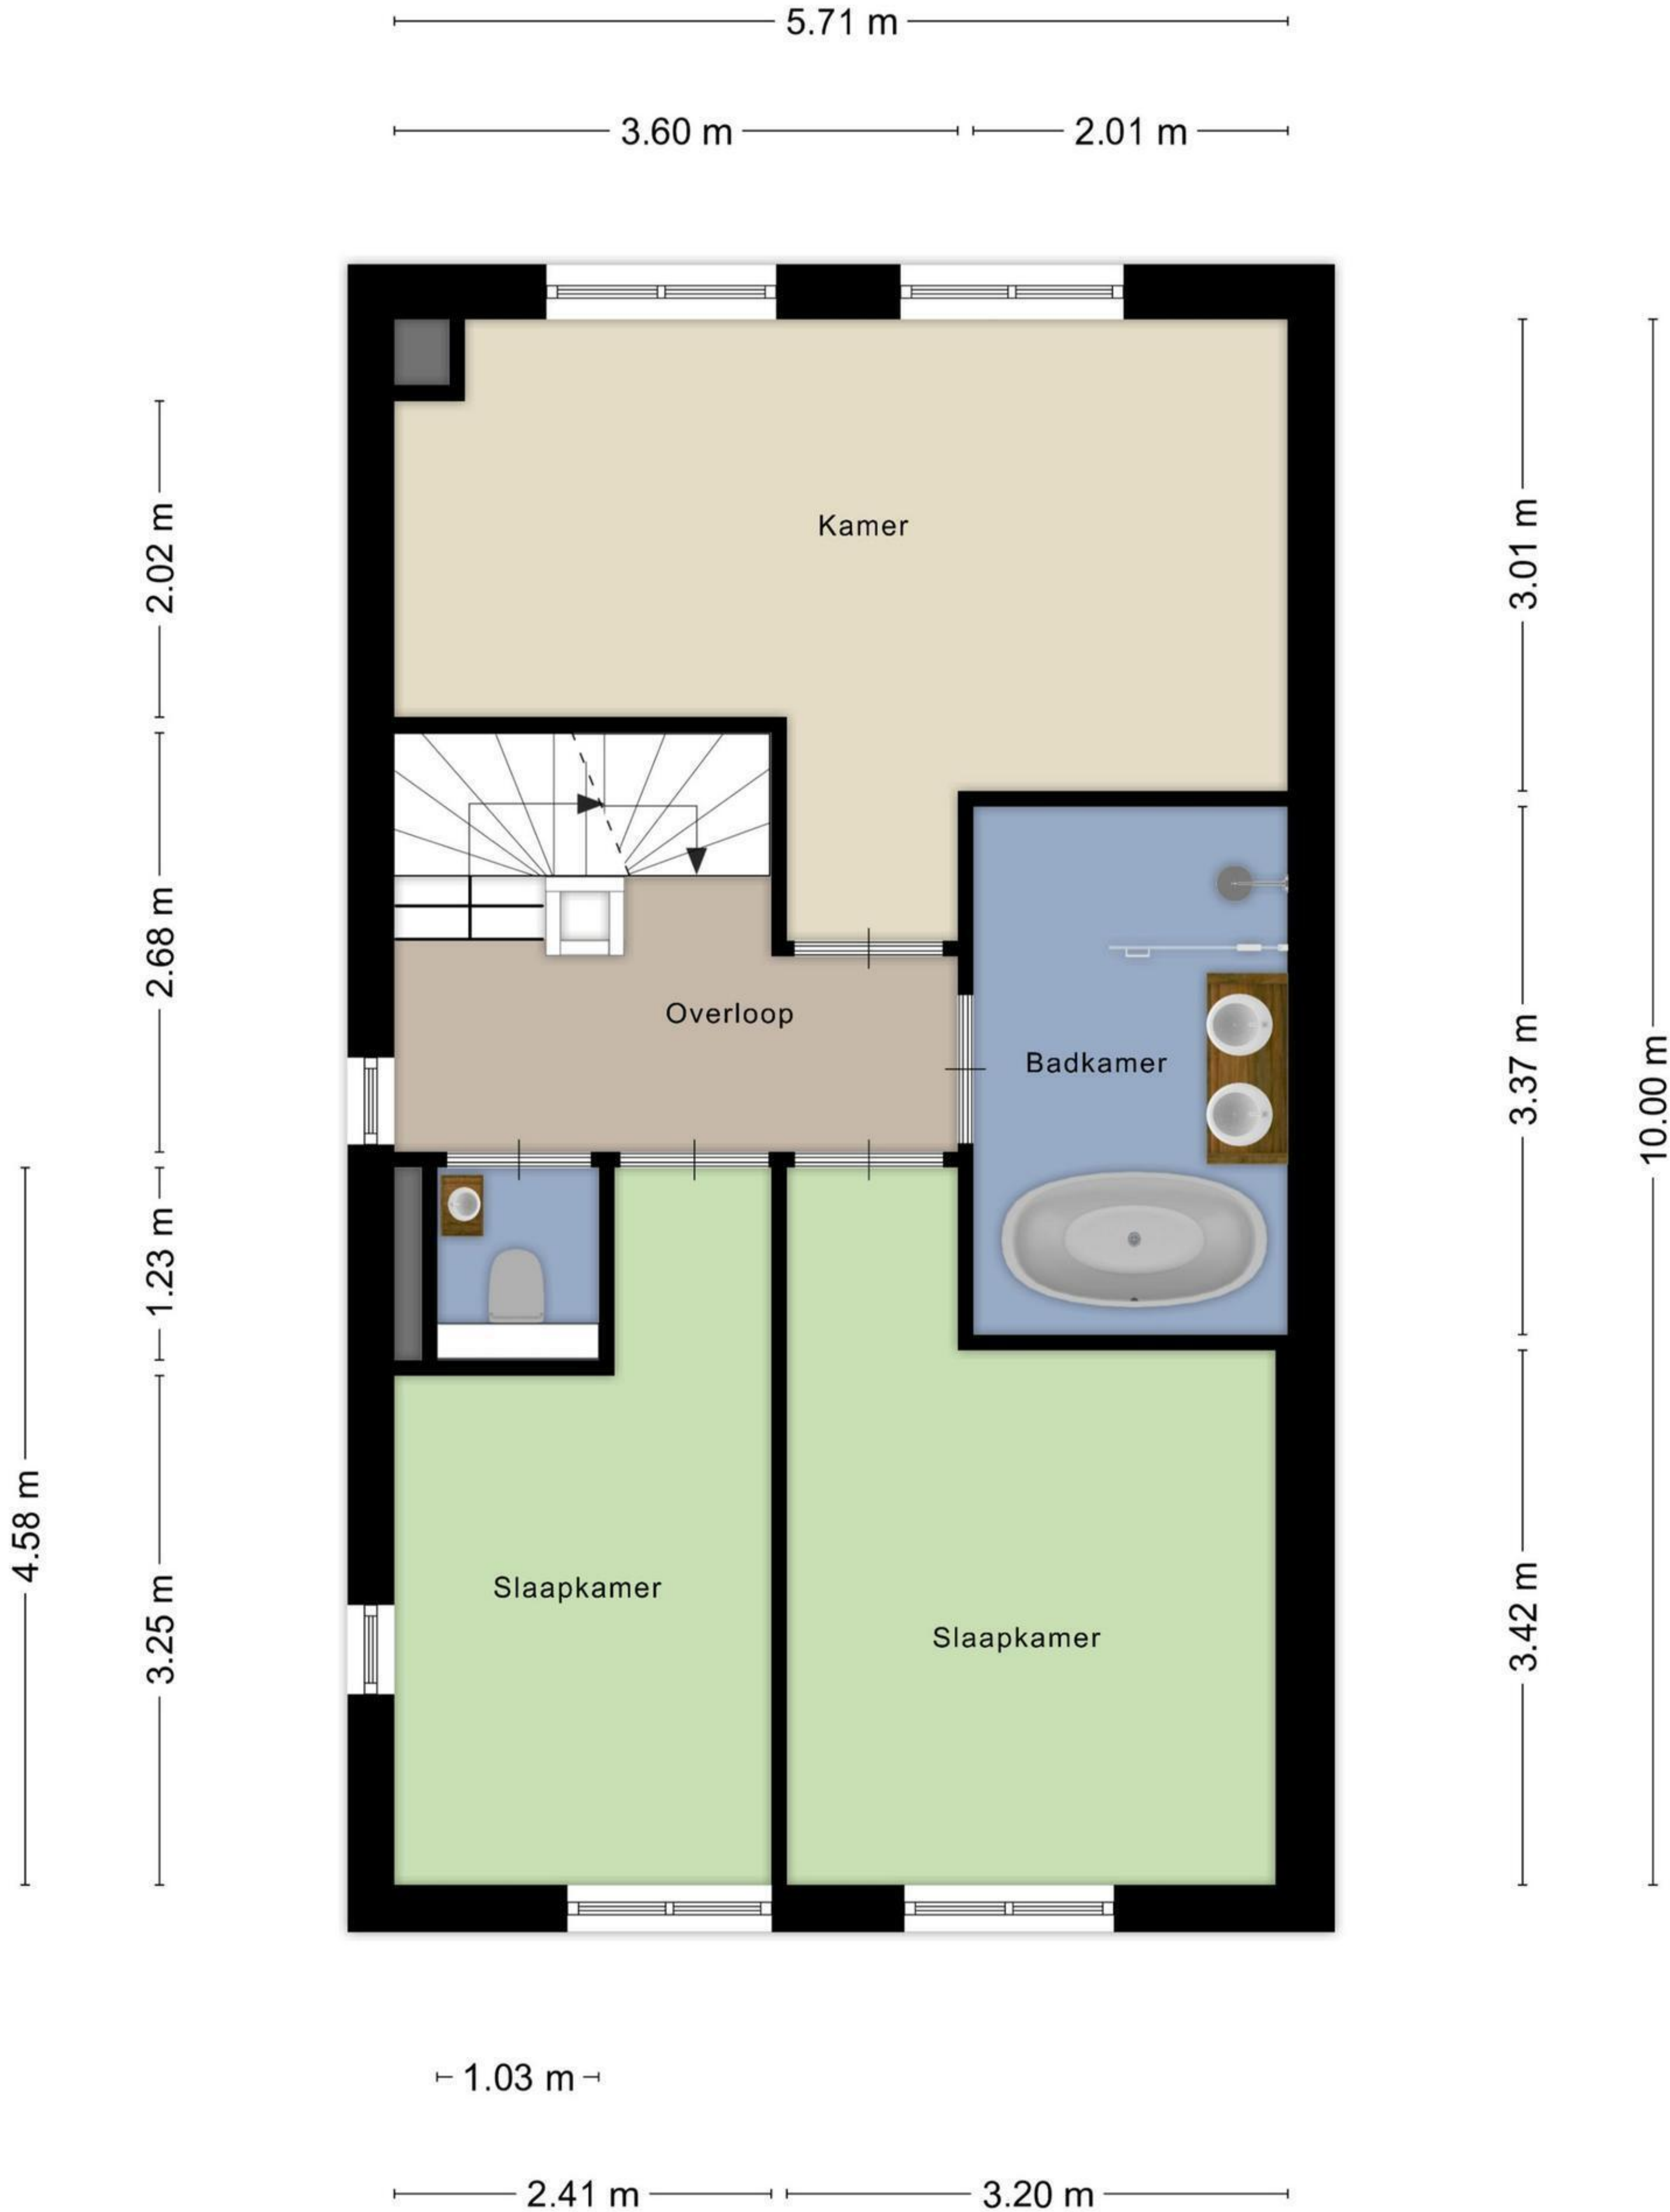 5.71 m
3.60 m
2.01 m
Kamer
2.02 m
3.01 m
2.68 m
Overloop
Badkamer
3.37 m
10.00 m
1.23 m
4.58 m
3.25 m
Slaapkamer
Slaapkamer
3.42 m
1.03 m
2.41 m
3.20 m